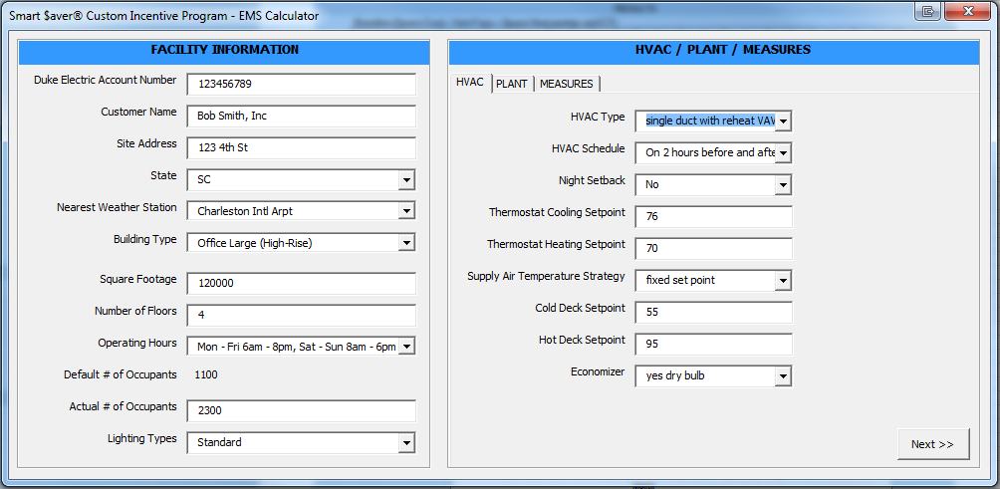 Smart $aver® Custom Incentive Program - EMS Calculator
FACILITY INFORMATION
Duke Electric Account Number 123456789
Customer Name Bob Smith, Inc
Site Address 123 4th St
State SC
Nearest Weather Station Charleston Intl Arpt
Building Type Office Large (High-Rise)
Square Footage 120000
Number of Floors 4
Operating Hours Mon - Fri 6am - 8pm, Sat - Sun 8am - 6pm
Default # of Occupants 1100
Actual # of Occupants 2300
Lighting Types Standard
HVAC / PLANT / MEASURES
HVAC PLANT MEASURES
HVAC Type single duct with reheat VAV
HVAC Schedule On 2 hours before and afte
Night Setback No
Thermostat Cooling Setpoint 76
Thermostat Heating Setpoint 70
Supply Air Temperature Strategy fixed set point
Cold Deck Setpoint 55
Hot Deck Setpoint 95
Economizer yes dry bulb
Next >>